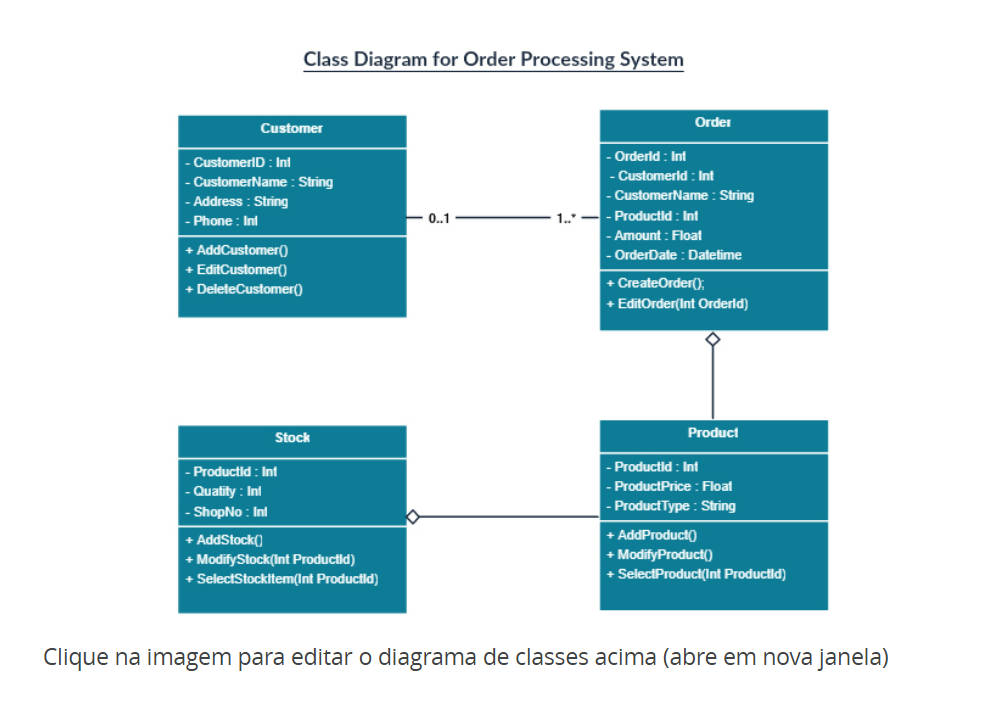 Class Diagram for Order Processing System
Customer
- CustomerID : Int
- CustomerName : String
- Address : String
- Phone : Int
+ AddCustomer()
+ EditCustomer()
+ DeleteCustomer()
0..1
1..*
Order
- OrderId : Int
- CustomerId : Int
- CustomerName : String
- ProductId : Int
- Amount : Float
- OrderDate : Datetime
+ CreateOrder();
+ EditOrder(Int OrderId)
Stock
- ProductId : Int
- Quatity : Int
- ShopNo : Int
+ AddStock()
+ ModifyStock(Int ProductId)
+ SelectStockItem(Int ProductId)
Product
- ProductId : Int
- ProductPrice : Float
- ProductType : String
+ AddProduct()
+ ModifyProduct()
+ SelectProduct(Int ProductId)
Clique na imagem para editar o diagrama de classes acima (abre em nova janela)